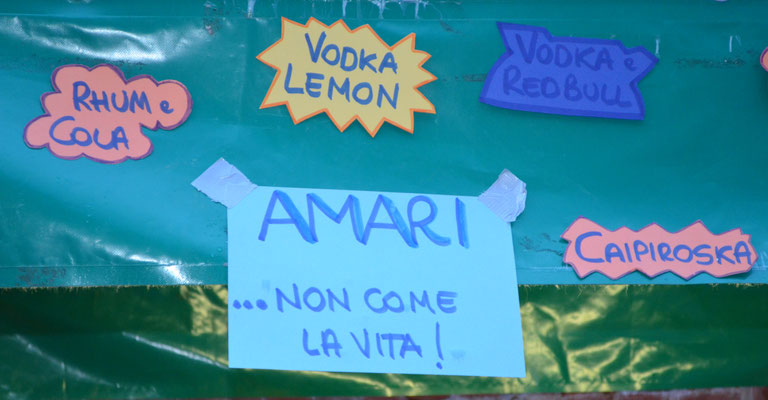 RHUM e
COLA
VODKA
LEMON
VODKA e
REDBULL
AMARI
...NON COME
LA VITA!
CAIPIROSKA